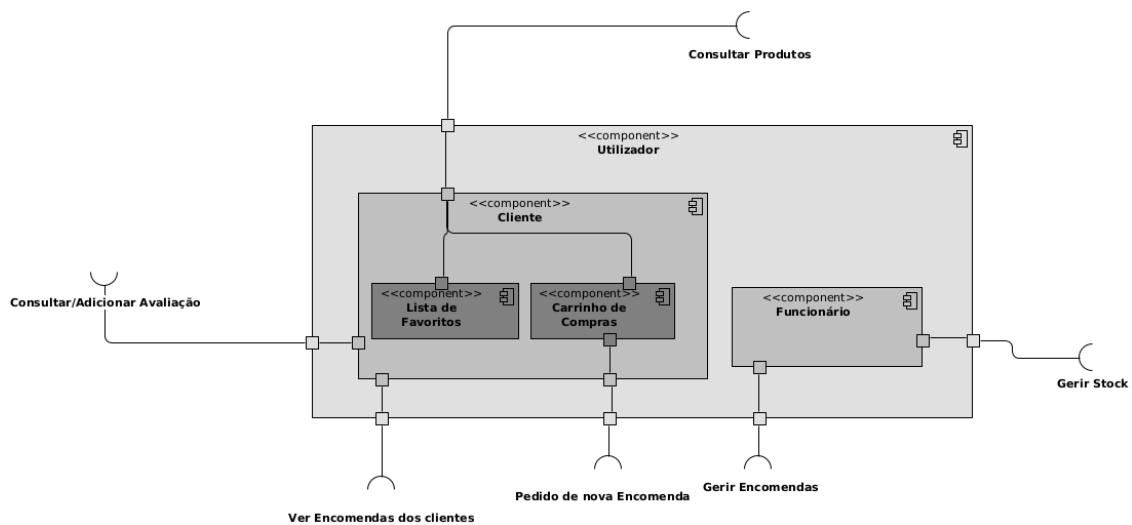 Consultar Produtos
<<component>>
Utilizador
<<component>>
Cliente
Consultar/Adicionar Avaliação
<<component>>
Lista de
Favoritos
<<component>>
Carrinho de
Compras
<<component>>
Funcionário
Gerir Stock
Ver Encomendas dos clientes
Pedido de nova Encomenda
Gerir Encomendas